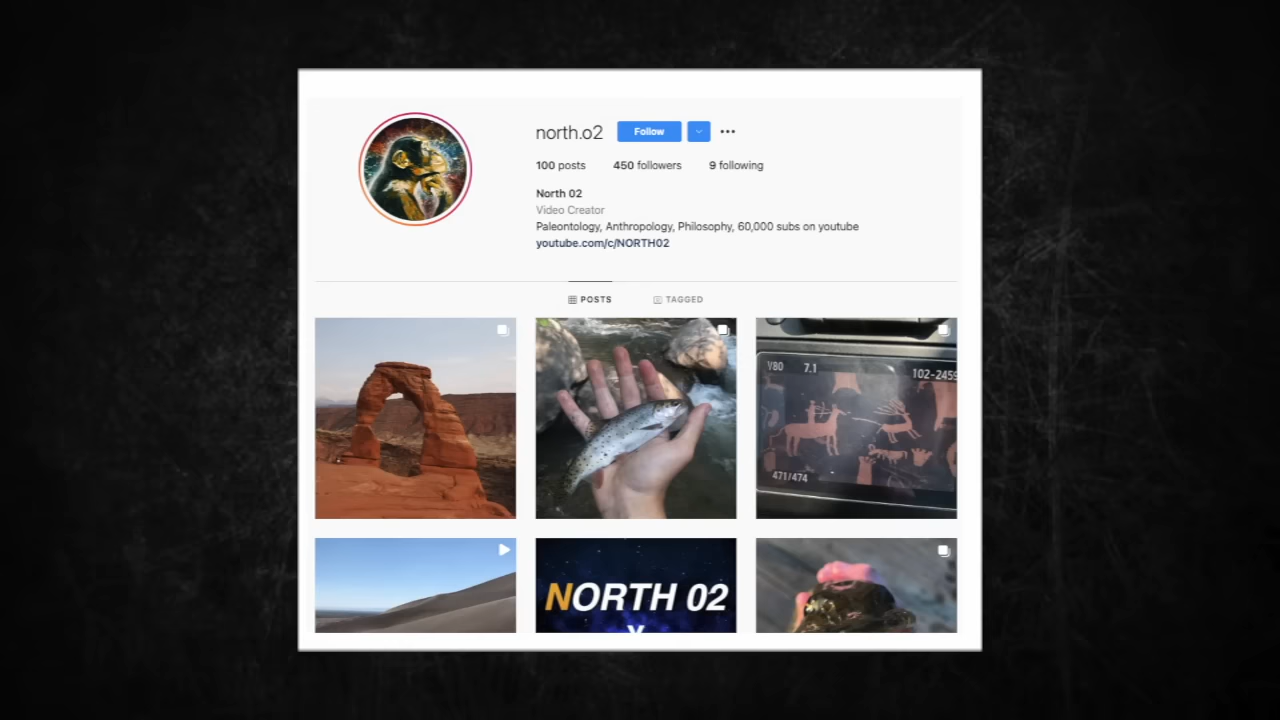 north.o2 Follow
100 posts 450 followers 9 following
North 02
Video Creator
Paleontology, Anthropology, Philosophy, 60,000 subs on youtube
youtube.com/c/NORTH02
POSTS TAGGED
V80 7.1 102-2459
471/474
NORTH 02